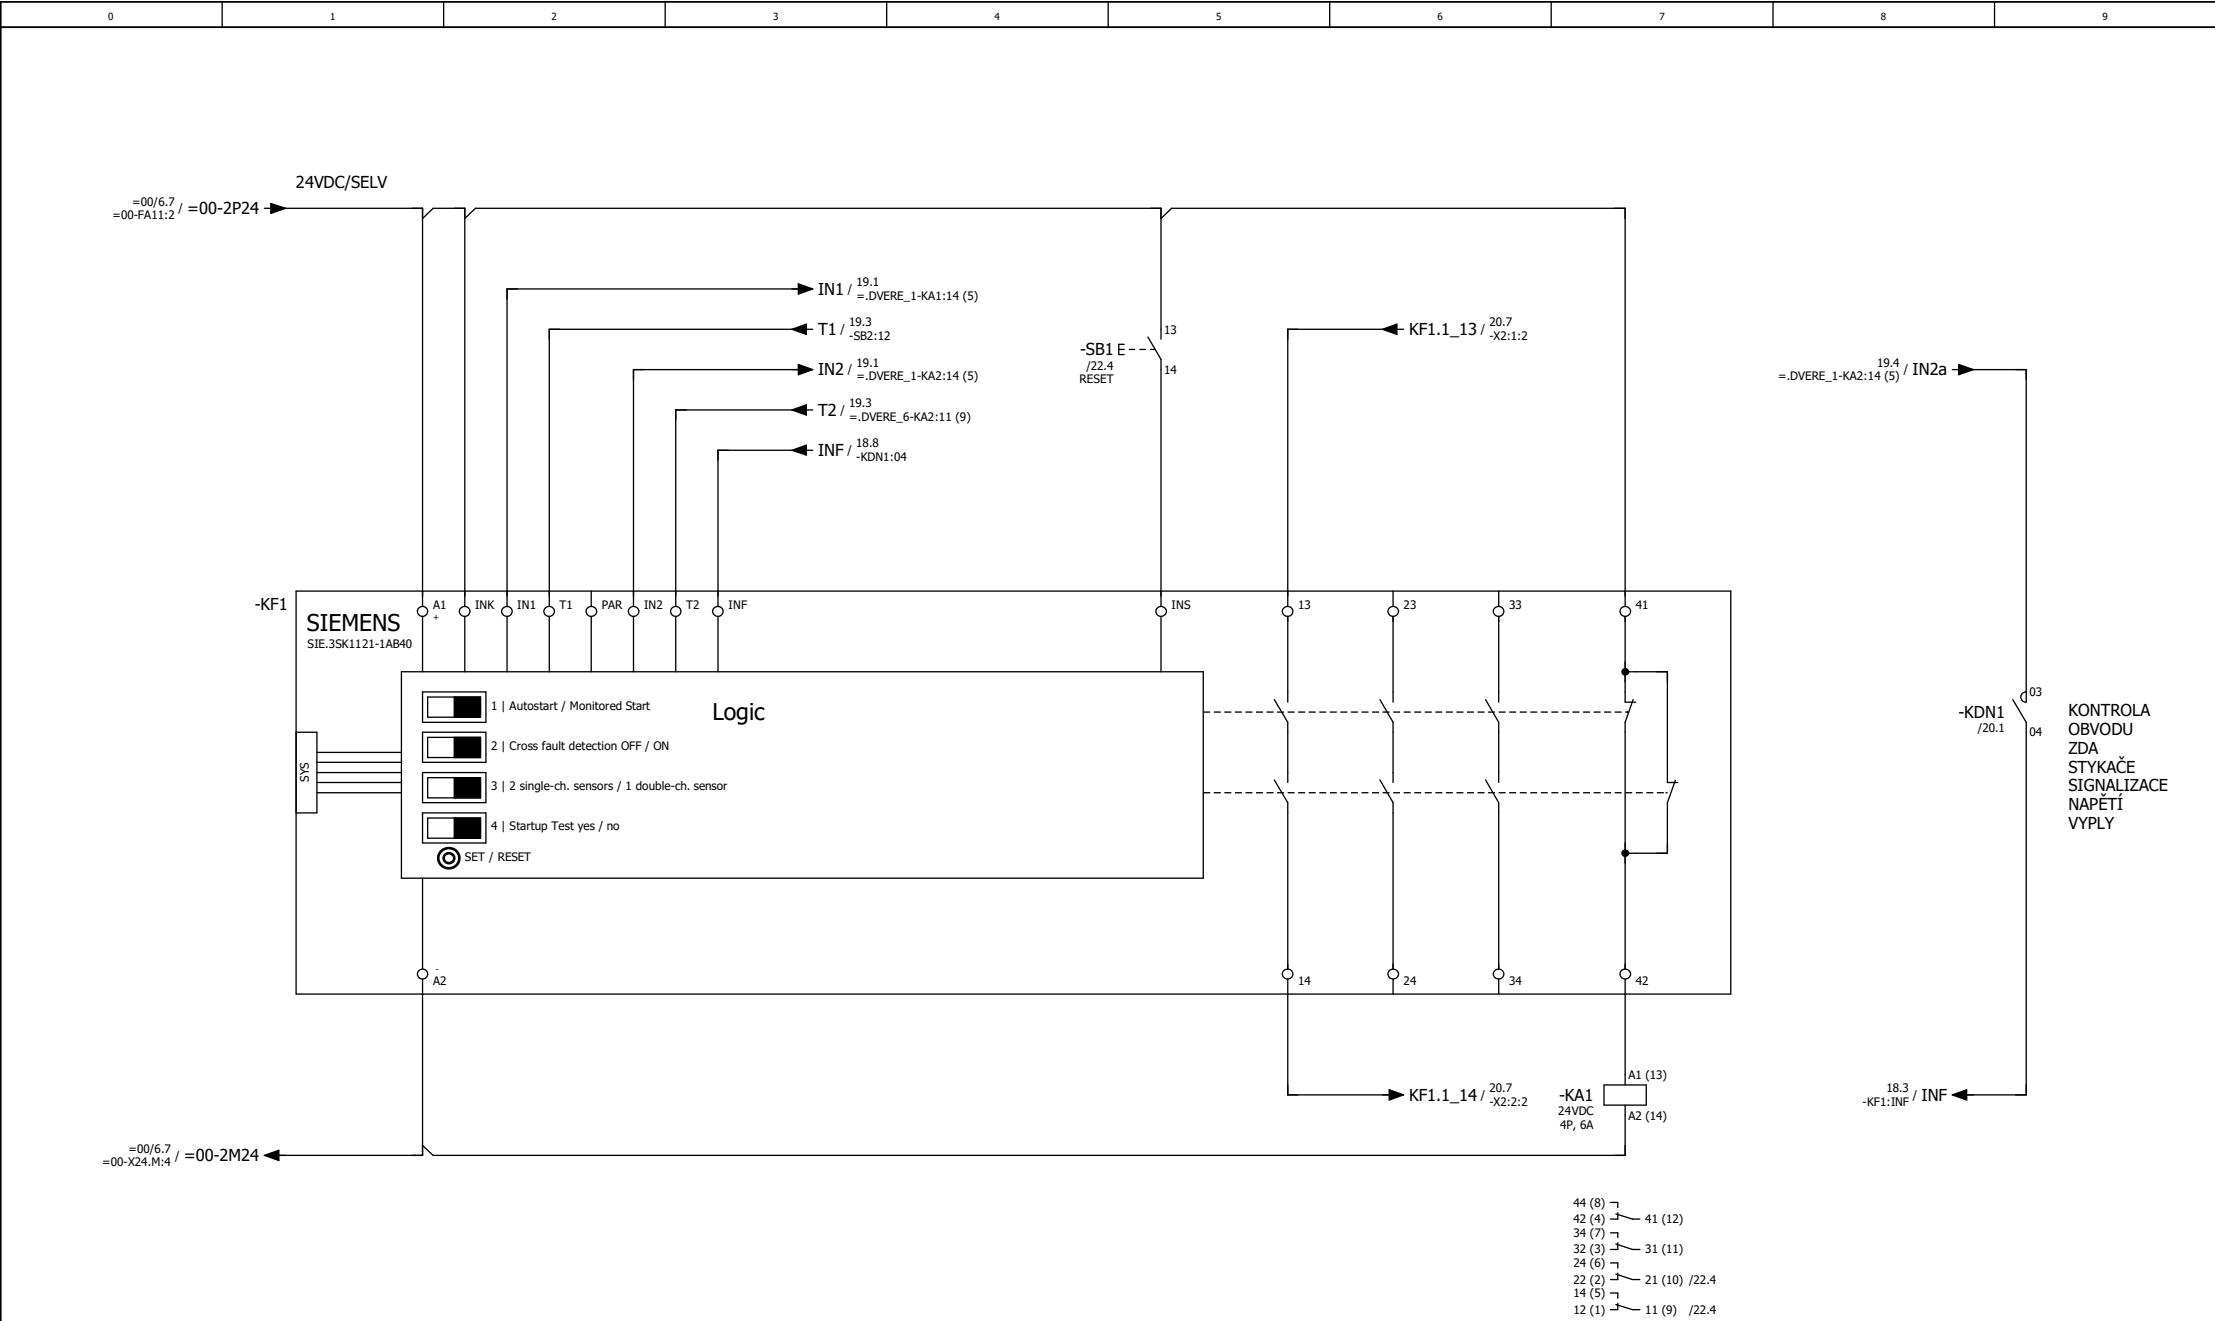 0 1 2 3 4 5 6 7 8 9
24VDC/SELV
=00/6.7
=00-FA11:2 / =00-2P24
IN1 / 19.1
=.DVERE_1-KA1:14 (5)
T1 / 19.3
-SB2:12
IN2 / 19.1
=.DVERE_1-KA2:14 (5)
T2 / 19.3
=.DVERE_6-KA2:11 (9)
INF / 18.8
-KDN1:04
13
-SB1 E
/22.4
RESET
14
KF1.1_13 / 20.7
-X2:1:2
19.4
=.DVERE_1-KA2:14 (5) / IN2a
-KF1
SIEMENS
SIE.3SK1121-1AB40
A1 INK IN1 T1 PAR IN2 T2 INF INS 13 23 33 41
+
1 | Autostart / Monitored Start
Logic
2 | Cross fault detection OFF / ON
3 | 2 single-ch. sensors / 1 double-ch. sensor
4 | Startup Test yes / no
SET / RESET
SYS
03
-KDN1
/20.1
04
KONTROLA
OBVODU
ZDA
STYKAČE
SIGNALIZACE
NAPĚTÍ
VYPLY
-
A2 14 24 34 42
KF1.1_14 / 20.7
-X2:2:2
A1 (13)
-KA1
24VDC
4P, 6A
A2 (14)
18.3
-KF1:INF / INF
=00/6.7
=00-X24.M:4 / =00-2M24
44 (8)
42 (4) 41 (12)
34 (7)
32 (3) 31 (11)
24 (6)
22 (2) 21 (10) /22.4
14 (5)
12 (1) 11 (9) /22.4